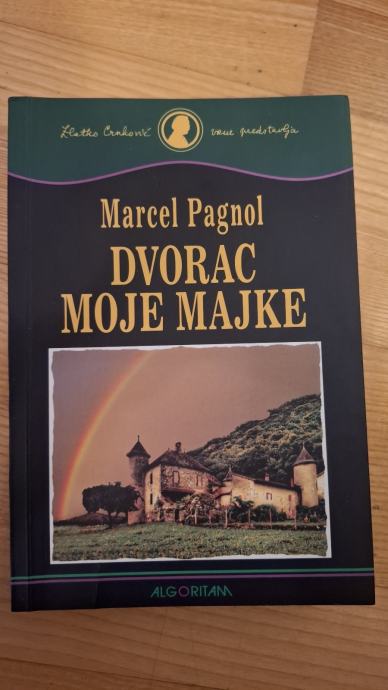 Zlatko Crnković vam predstavlja
Marcel Pagnol
DVORAC
MOJE MAJKE
ALGORITAM